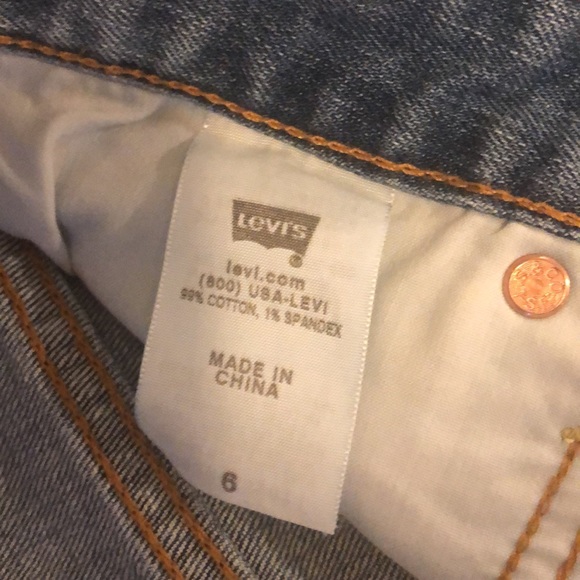 Levi's
®
levi.com
(800) USA-LEVI
99% COTTON, 1% SPANDEX
MADE IN
CHINA
6